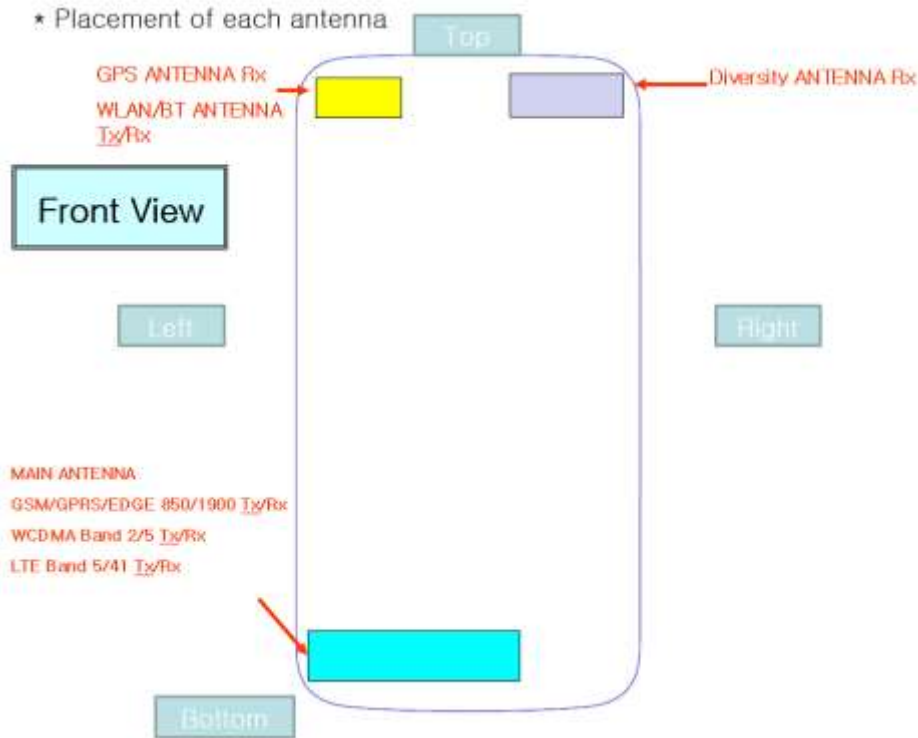 * Placement of each antenna
Top
GPS ANTENNA Rx
WLAN/BT ANTENNA
Tx/Rx
Diversity ANTENNA Rx
Front View
Left
Right
MAIN ANTENNA
GSM/GPRS/EDGE 850/1900 Tx/Rx
WCDMA Band 2/5 Tx/Rx
LTE Band 5/41 Tx/Rx
Bottom